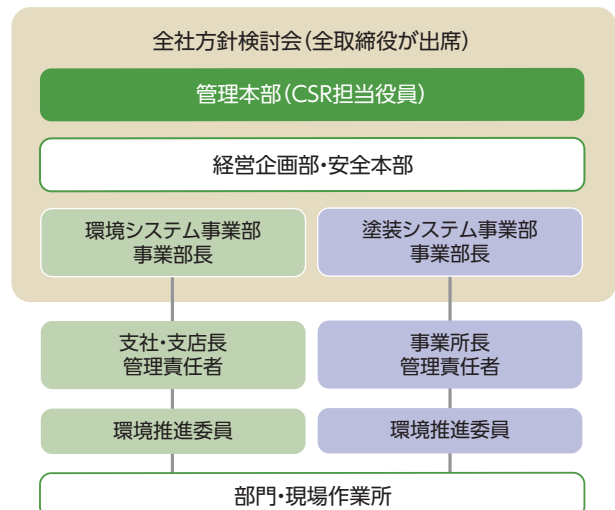 全社方針検討会(全取締役が出席)
管理本部(CSR担当役員)
経営企画部・安全本部
環境システム事業部
事業部長
塗装システム事業部
事業部長
支社・支店長
管理責任者
事業所長
管理責任者
環境推進委員
環境推進委員
部門・現場作業所